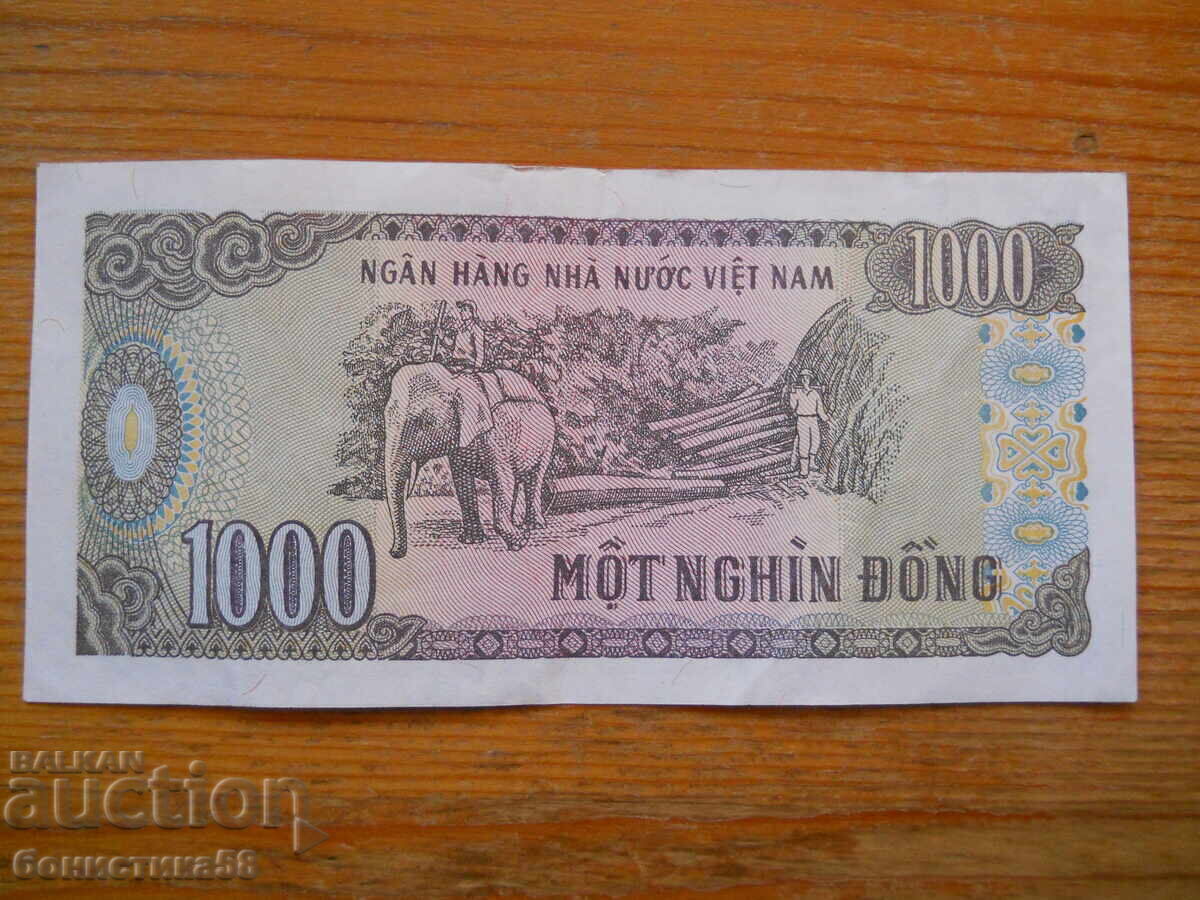 1000
NGÂN HÀNG NHÀ NƯỚC VIỆT NAM
1000
MỘT NGHÌN ĐỒNG
BALKAN
auction
бонистика58